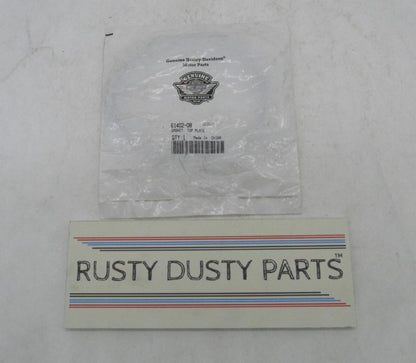 Genuine Harley-Davidson®
Motor Parts
GENUINE
MOTOR PARTS
61402-08
GASKET, TOP PLATE
QTY 1 Made in CHINA
RUSTY DUSTY PARTS™